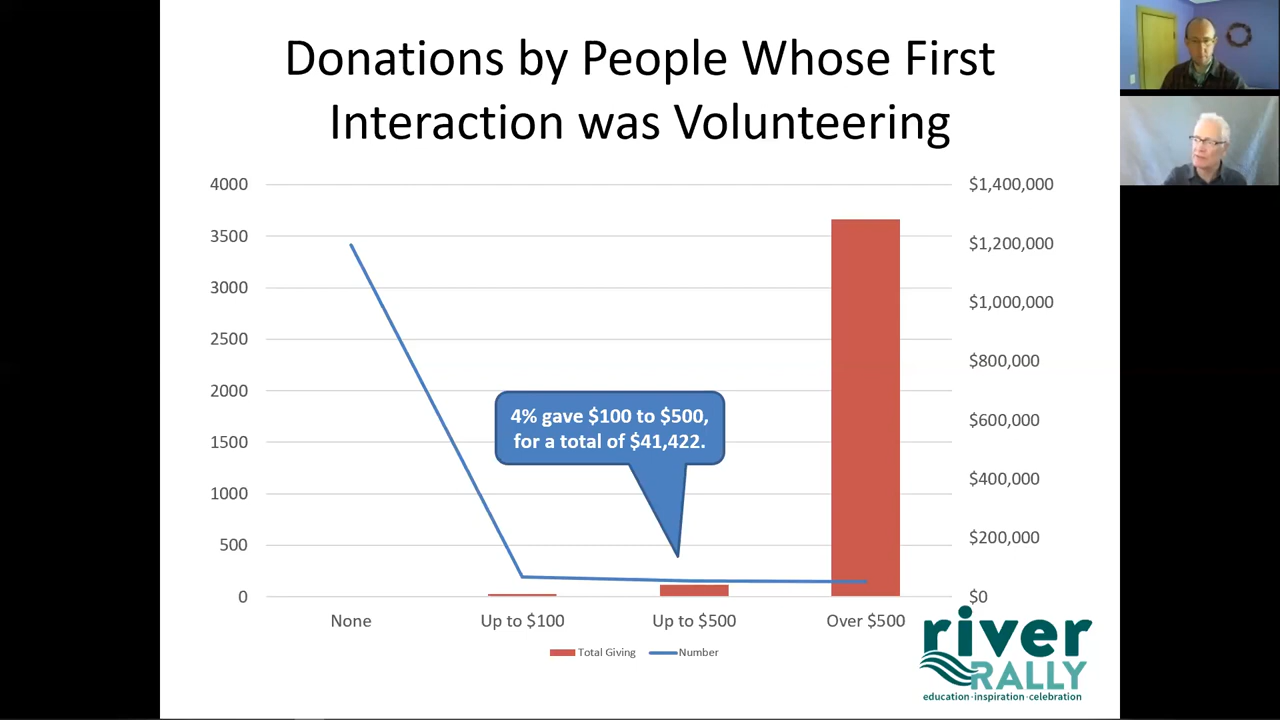 Donations by People Whose First
Interaction was Volunteering
4000
3500
3000
2500
2000
1500
1000
500
0
$1,400,000
$1,200,000
$1,000,000
$800,000
$600,000
$400,000
$200,000
$0
4% gave $100 to $500,
for a total of $41,422.
None
Up to $100
Up to $500
Over $500
Total Giving
Number
river
RALLY
education·inspiration·celebration